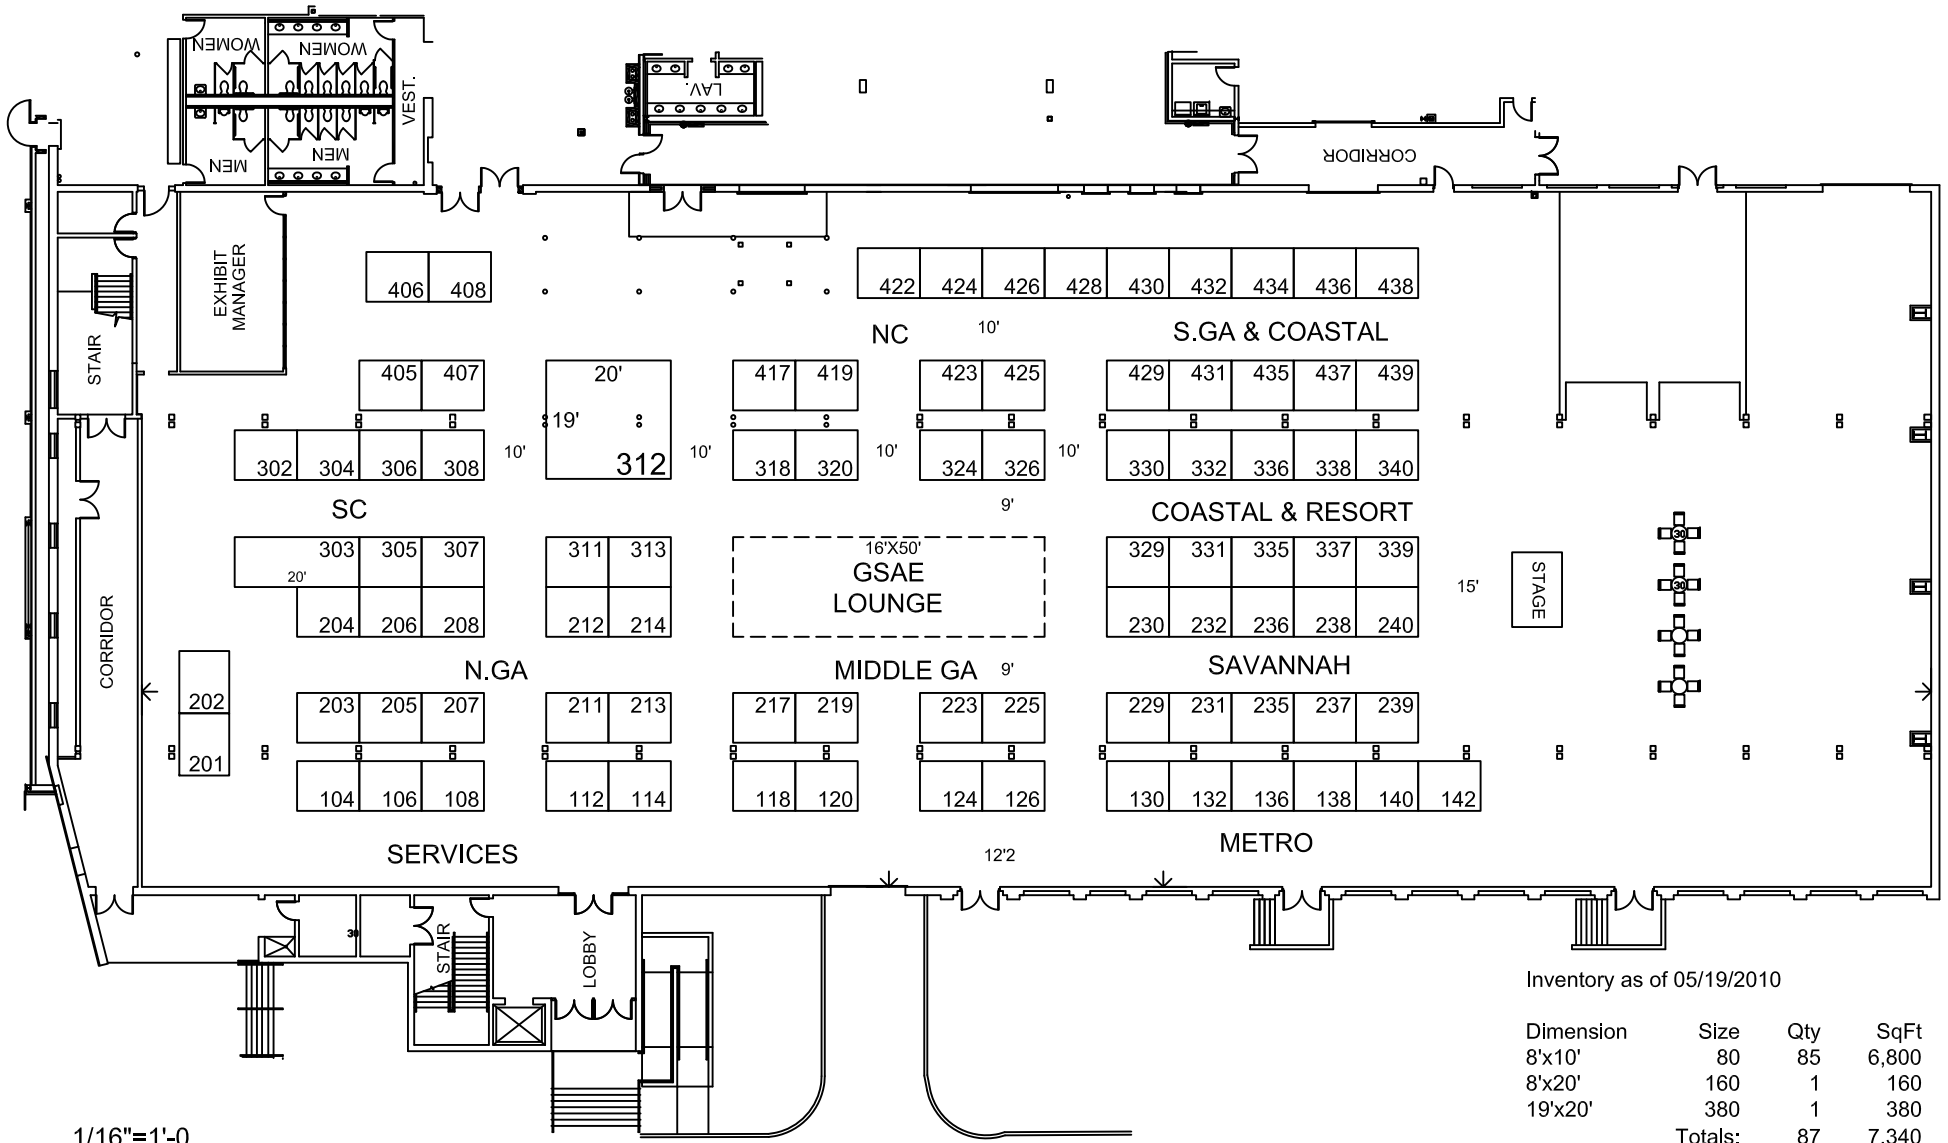 WOMEN
WOMEN
VEST.
MEN
MEN
LAV.
CORRIDOR
EXHIBIT
MANAGER
STAIR
406 408
422 424 426 428 430 432 434 436 438
NC 10' S.GA & COASTAL
405 407 20' 417 419 423 425 429 431 435 437 439
19'
302 304 306 308 10' 312 10' 318 320 10' 324 326 10' 330 332 336 338 340
SC 9' COASTAL & RESORT
303 305 307 311 313 16'X50' 329 331 335 337 339
20' GSAE 15' STAGE
LOUNGE
30
30
204 206 208 212 214 230 232 236 238 240
CORRIDOR
N.GA MIDDLE GA 9' SAVANNAH
202
203 205 207 211 213 217 219 223 225 229 231 235 237 239
201
104 106 108 112 114 118 120 124 126 130 132 136 138 140 142
SERVICES 12'2 METRO
30
STAIR
LOBBY
Inventory as of 05/19/2010
Dimension Size Qty SqFt
8'x10' 80 85 6,800
8'x20' 160 1 160
19'x20' 380 1 380
Totals: 87 7,340
1/16"=1'-0